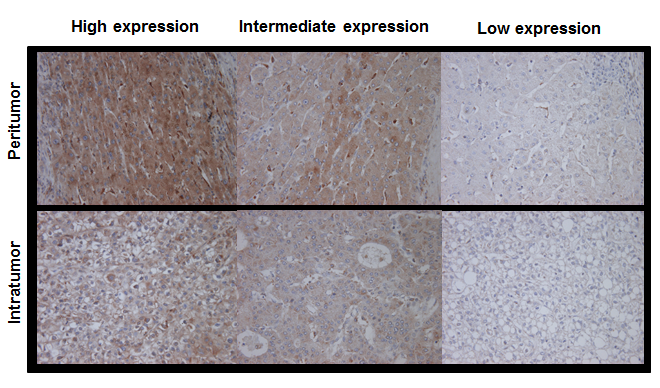 High expression
Intermediate expression
Low expression
Peritumor
Intratumor